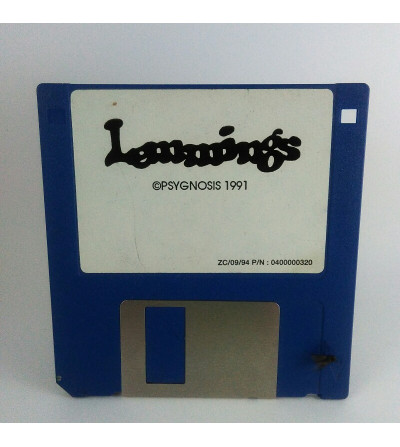 Lemmings
©PSYGNOSIS 1991
ZC/09/94 P/N : 0400000320